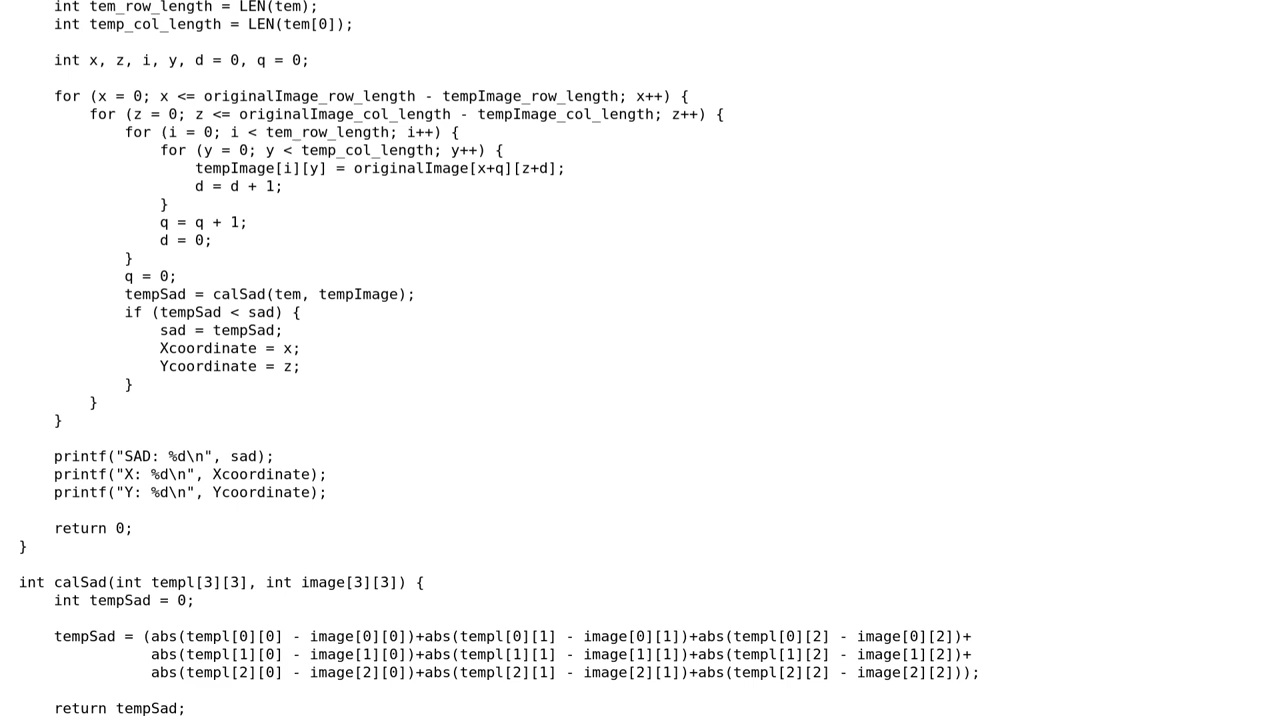 int tem_row_length = LEN(tem);
int temp_col_length = LEN(tem[0]);
int x, z, i, y, d = 0, q = 0;
for (x = 0; x <= originalImage_row_length - tempImage_row_length; x++) {
for (z = 0; z <= originalImage_col_length - tempImage_col_length; z++) {
for (i = 0; i < tem_row_length; i++) {
for (y = 0; y < temp_col_length; y++) {
tempImage[i][y] = originalImage[x+q][z+d];
d = d + 1;
}
q = q + 1;
d = 0;
}
q = 0;
tempSad = calSad(tem, tempImage);
if (tempSad < sad) {
sad = tempSad;
Xcoordinate = x;
Ycoordinate = z;
}
}
}
printf("SAD: %d\n", sad);
printf("X: %d\n", Xcoordinate);
printf("Y: %d\n", Ycoordinate);
return 0;
}
int calSad(int templ[3][3], int image[3][3]) {
int tempSad = 0;
tempSad = (abs(templ[0][0] - image[0][0])+abs(templ[0][1] - image[0][1])+abs(templ[0][2] - image[0][2])+
abs(templ[1][0] - image[1][0])+abs(templ[1][1] - image[1][1])+abs(templ[1][2] - image[1][2])+
abs(templ[2][0] - image[2][0])+abs(templ[2][1] - image[2][1])+abs(templ[2][2] - image[2][2]));
return tempSad;